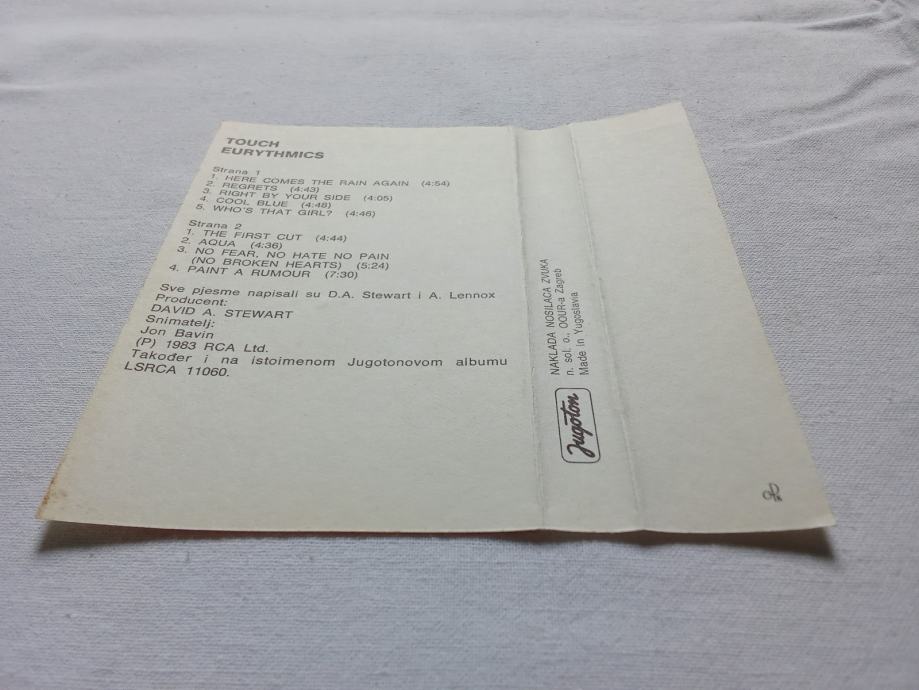 TOUCH
EURYTHMICS
Strana 1
1. HERE COMES THE RAIN AGAIN (4:54)
2. REGRETS (4:43)
3. RIGHT BY YOUR SIDE (4:05)
4. COOL BLUE (4:48)
5. WHO'S THAT GIRL? (4:46)
Strana 2
1. THE FIRST CUT (4:44)
2. AQUA (4:36)
3. NO FEAR, NO HATE NO PAIN
(NO BROKEN HEARTS) (5:24)
4. PAINT A RUMOUR (7:30)
Sve pjesme napisali su D.A. Stewart i A. Lennox
Producent:
DAVID A. STEWART
Snimatelj:
Jon Bavin
(P) 1983 RCA Ltd.
Također i na istoimenom Jugotonovom albumu
LSRCA 11060.
NAKLADA NOSILACA ZVUKA
n. sol. o., OOUR-a Zagreb
Made in Yugoslavia
Jugoton